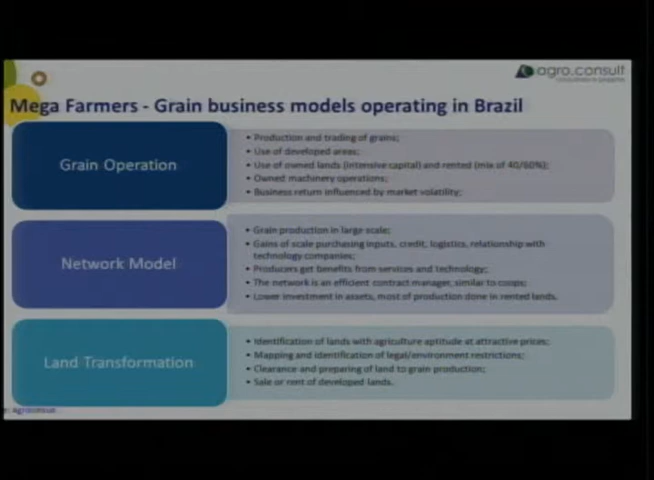 agro.consult
Mega Farmers - Grain business models operating in Brazil
Grain Operation
• Production and trading of grains;
• Use of developed areas;
• Use of owned lands (intensive capital) and rented (mix of 40/60%);
• Owned machinery operations;
• Business return influenced by market volatility;
Network Model
• Grain production in large scale;
• Gains of scale purchasing inputs, credit, logistics, relationship with
technology companies;
• Producers get benefits from services and technology;
• The network is an efficient contract manager, similar to coops;
• Lower investment in assets, most of production done in rented lands.
Land Transformation
• Identification of lands with agriculture aptitude at attractive prices;
• Mapping and identification of legal/environment restrictions;
• Clearance and preparing of land to grain production;
• Sale or rent of developed lands.